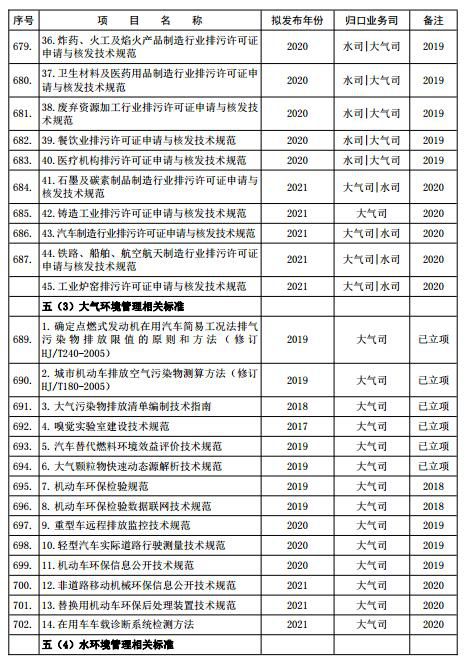 序号 项 目 名 称 拟发布年份 归口业务司 备注
679. 36.炸药、火工及焰火产品制造行业排污许可证 2020 水司|大气司 2019
申请与核发技术规范
680. 37.卫生材料及医药用品制造行业排污许可证申 2020 水司|大气司 2019
请与核发技术规范
681. 38.废弃资源加工行业排污许可证申请与核发技 2020 水司|大气司 2019
术规范
682. 39.餐饮业排污许可证申请与核发技术规范 2020 水司|大气司 2019
683. 40.医疗机构排污许可证申请与核发技术规范 2020 水司|大气司 2019
684. 41.石墨及碳素制品制造行业排污许可证申请与 2021 大气司|水司 2020
核发技术规范
685. 42.铸造工业排污许可证申请与核发技术规范 2021 大气司 2020
686. 43.汽车制造行业排污许可证申请与核发技术规范 2021 大气司|水司 2020
687. 44.铁路、船舶、航空航天制造行业排污许可证 2021 大气司|水司 2020
申请与核发技术规范
45.工业炉窑排污许可证申请与核发技术规范 2021 大气司|水司 2020
五（3）大气环境管理相关标准
689. 1.确定点燃式发动机在用汽车简易工况法排气 2019 大气司 已立项
污染物排放限值的原则和方法（修订
HJ/T240-2005）
690. 2.城市机动车排放空气污染物测算方法（修订 2019 大气司 已立项
HJ/T180-2005）
691. 3.大气污染物排放清单编制技术指南 2018 大气司 已立项
692. 4.嗅觉实验室建设技术规范 2017 大气司 已立项
693. 5.汽车替代燃料环境效益评价技术规范 2019 大气司 已立项
694. 6.大气颗粒物快速动态源解析技术规范 2019 大气司 已立项
695. 7.机动车环保检验规范 2019 大气司 2018
696. 8.机动车环保检验数据联网技术规范 2019 大气司 2018
697. 9.重型车远程排放监控技术规范 2020 大气司 2019
698. 10.轻型汽车实际道路行驶测量技术规范 2020 大气司 2019
699. 11.机动车环保信息公开技术规范 2020 大气司 2019
700. 12.非道路移动机械环保信息公开技术规范 2021 大气司 2020
701. 13.替换用机动车环保后处理装置技术规范 2021 大气司 2020
702. 14.在用车车载诊断系统检测方法 2021 大气司 2020
五（4）水环境管理相关标准